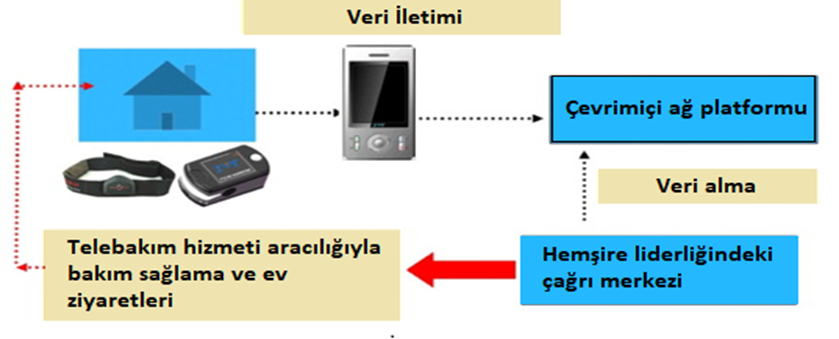 Veri İletimi
Çevrimiçi ağ platformu
Veri alma
Telebakım hizmeti aracılığıyla
bakım sağlama ve ev
ziyaretleri
Hemşire liderliğindeki
çağrı merkezi